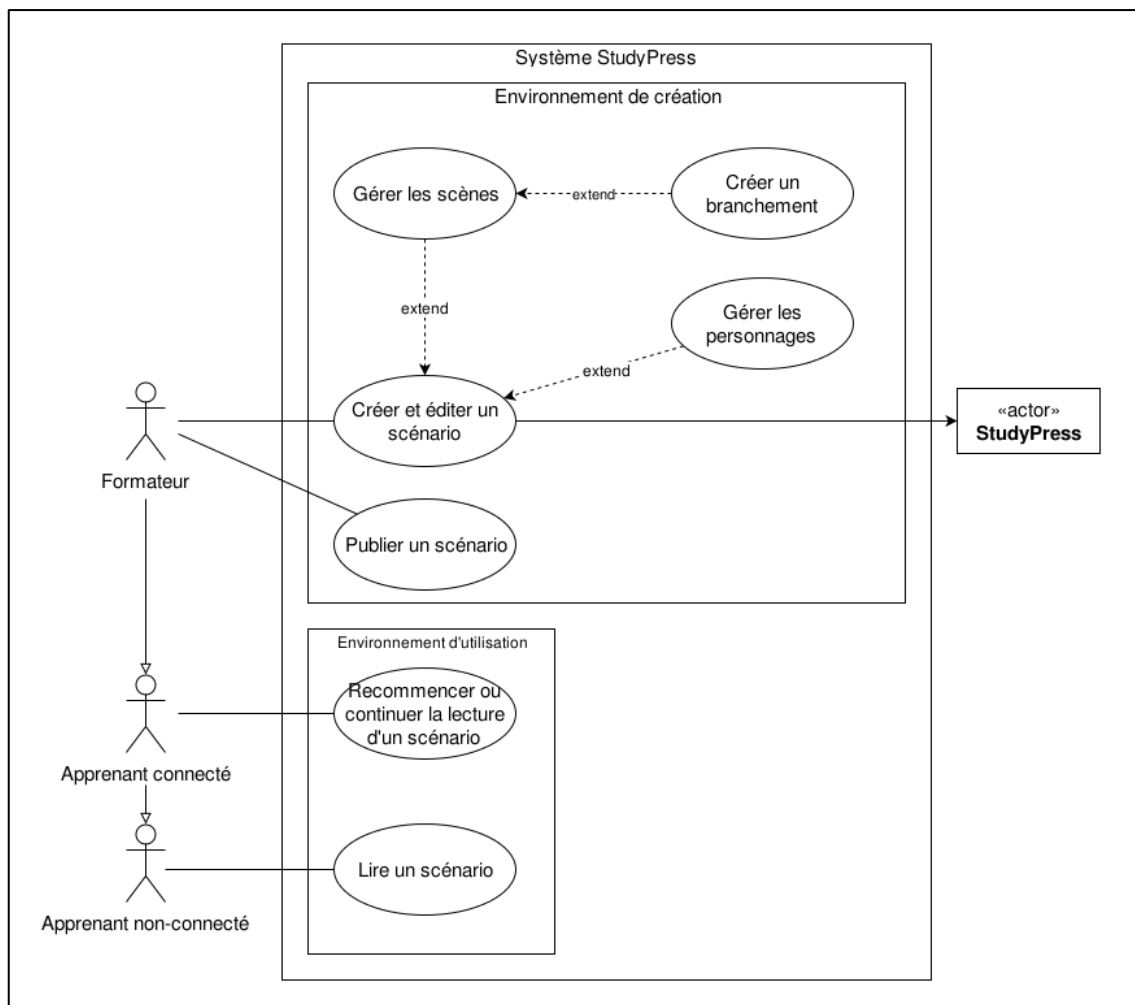 Système StudyPress
Environnement de création
Gérer les scènes
extend
Créer un
branchement
extend
Gérer les
personnages
extend
Créer et éditer un
scénario
«actor»
StudyPress
Formateur
Publier un scénario
Environnement d'utilisation
Recommencer ou
continuer la lecture
d'un scénario
Apprenant connecté
Lire un scénario
Apprenant non-connecté